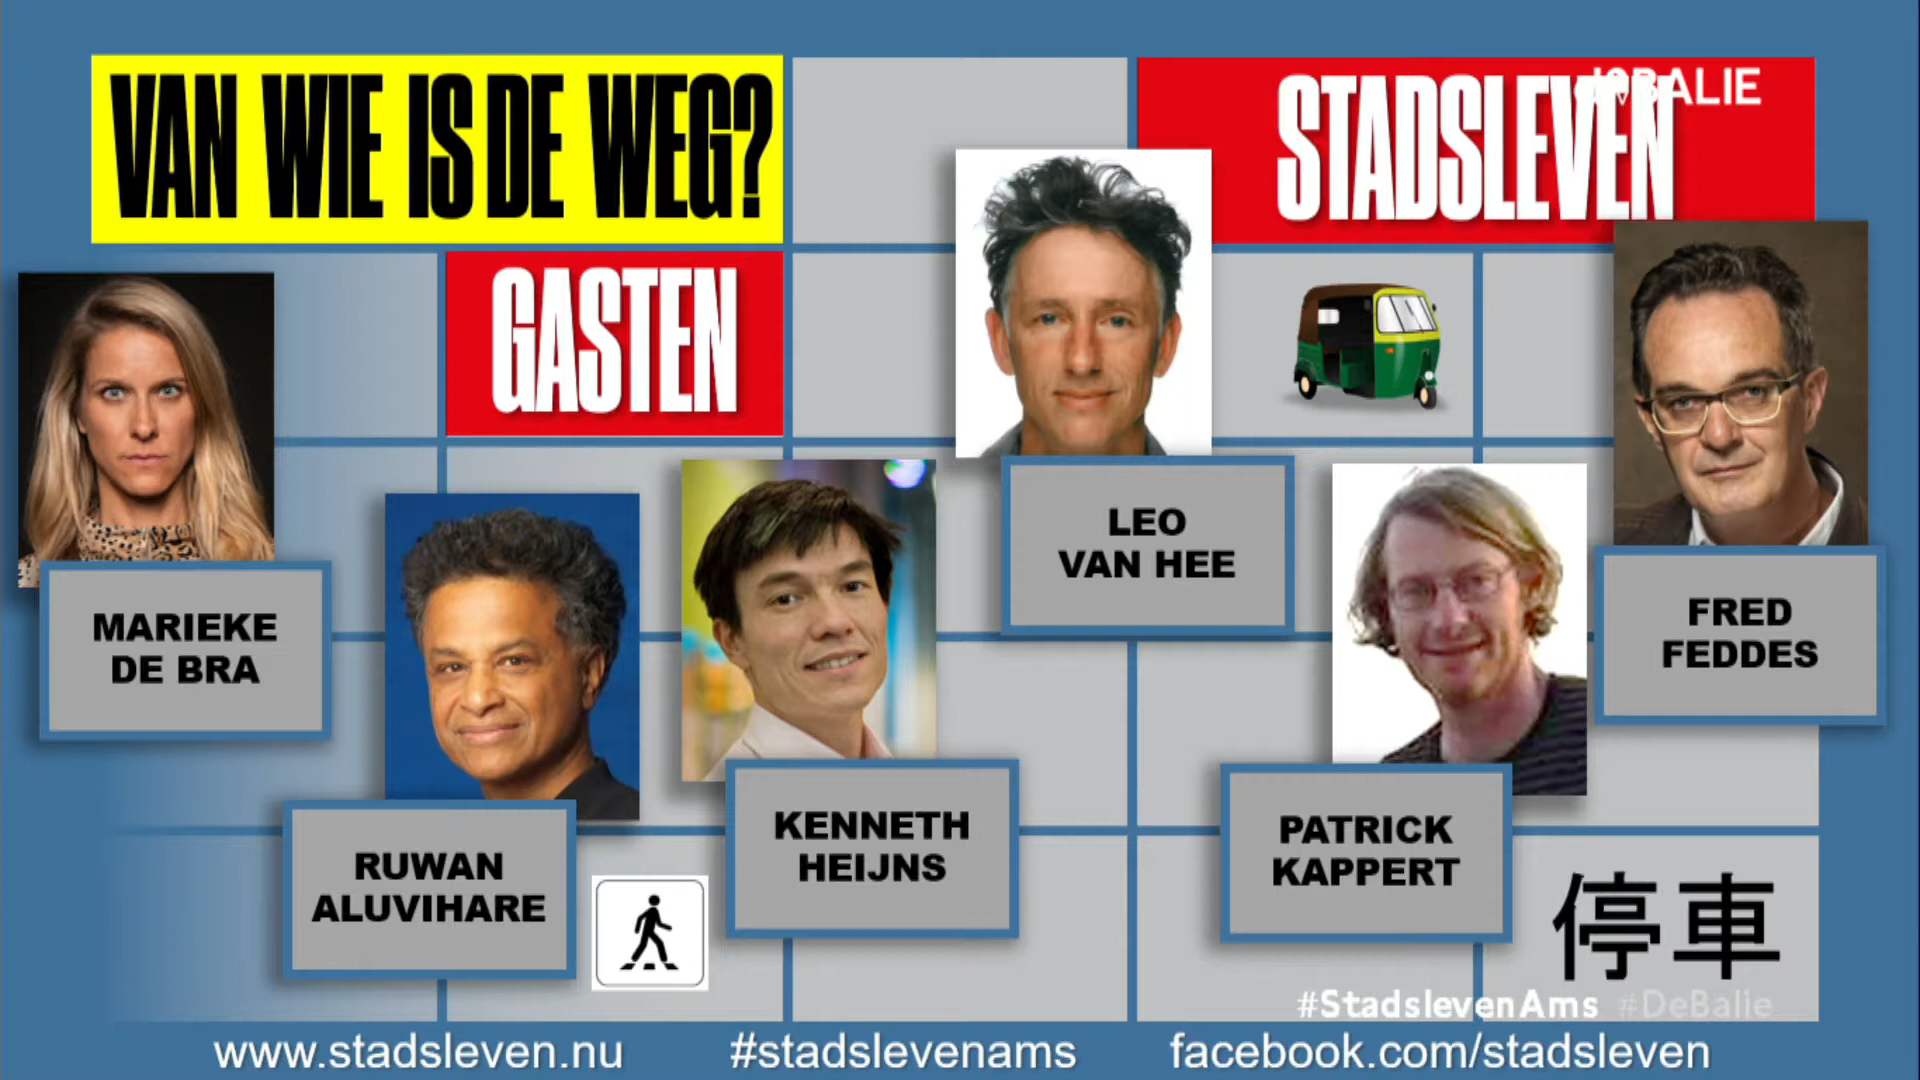 VAN WIE IS DE WEG?
STADSLEVEN
BALIE
GASTEN
MARIEKE
DE BRA
RUWAN
ALUVIHARE
KENNETH
HEIJNS
LEO
VAN HEE
PATRICK
KAPPERT
FRED
FEDDES
停車
#StadslevenAms #DeBalie
www.stadsleven.nu
#stadslevenams
facebook.com/stadsleven